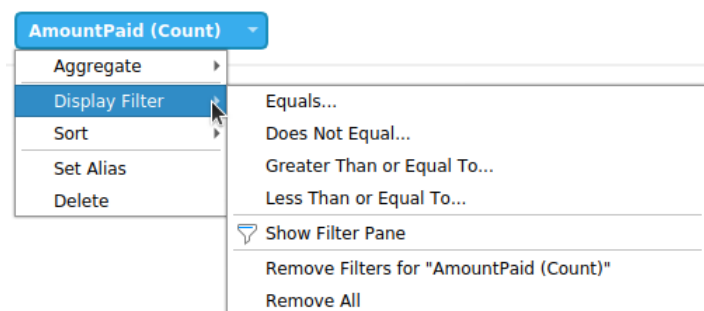 AmountPaid (Count)
Aggregate
Display Filter
Sort
Set Alias
Delete
Equals...
Does Not Equal...
Greater Than or Equal To...
Less Than or Equal To...
Show Filter Pane
Remove Filters for "AmountPaid (Count)"
Remove All